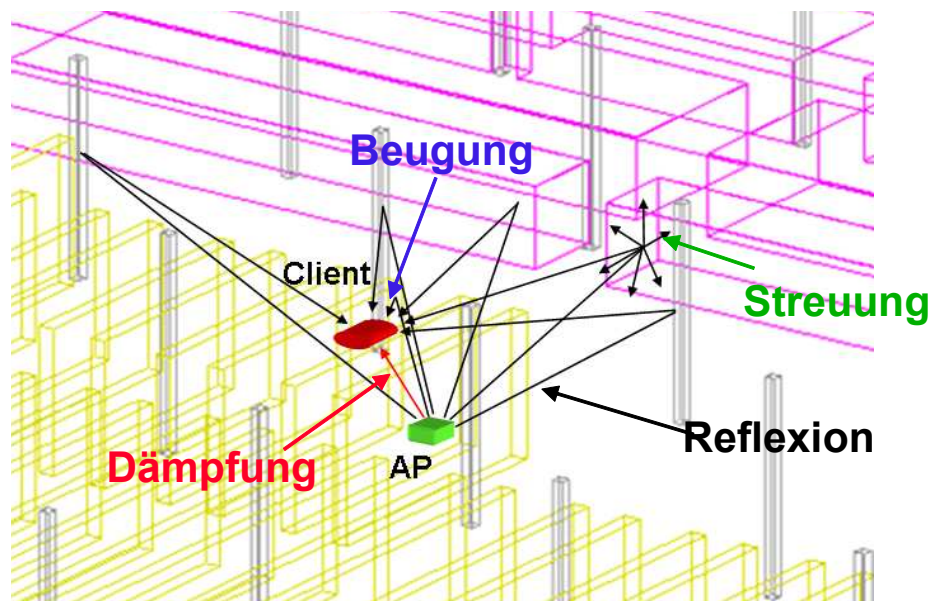 Beugung
Client
Streuung
Reflexion
Dämpfung
AP